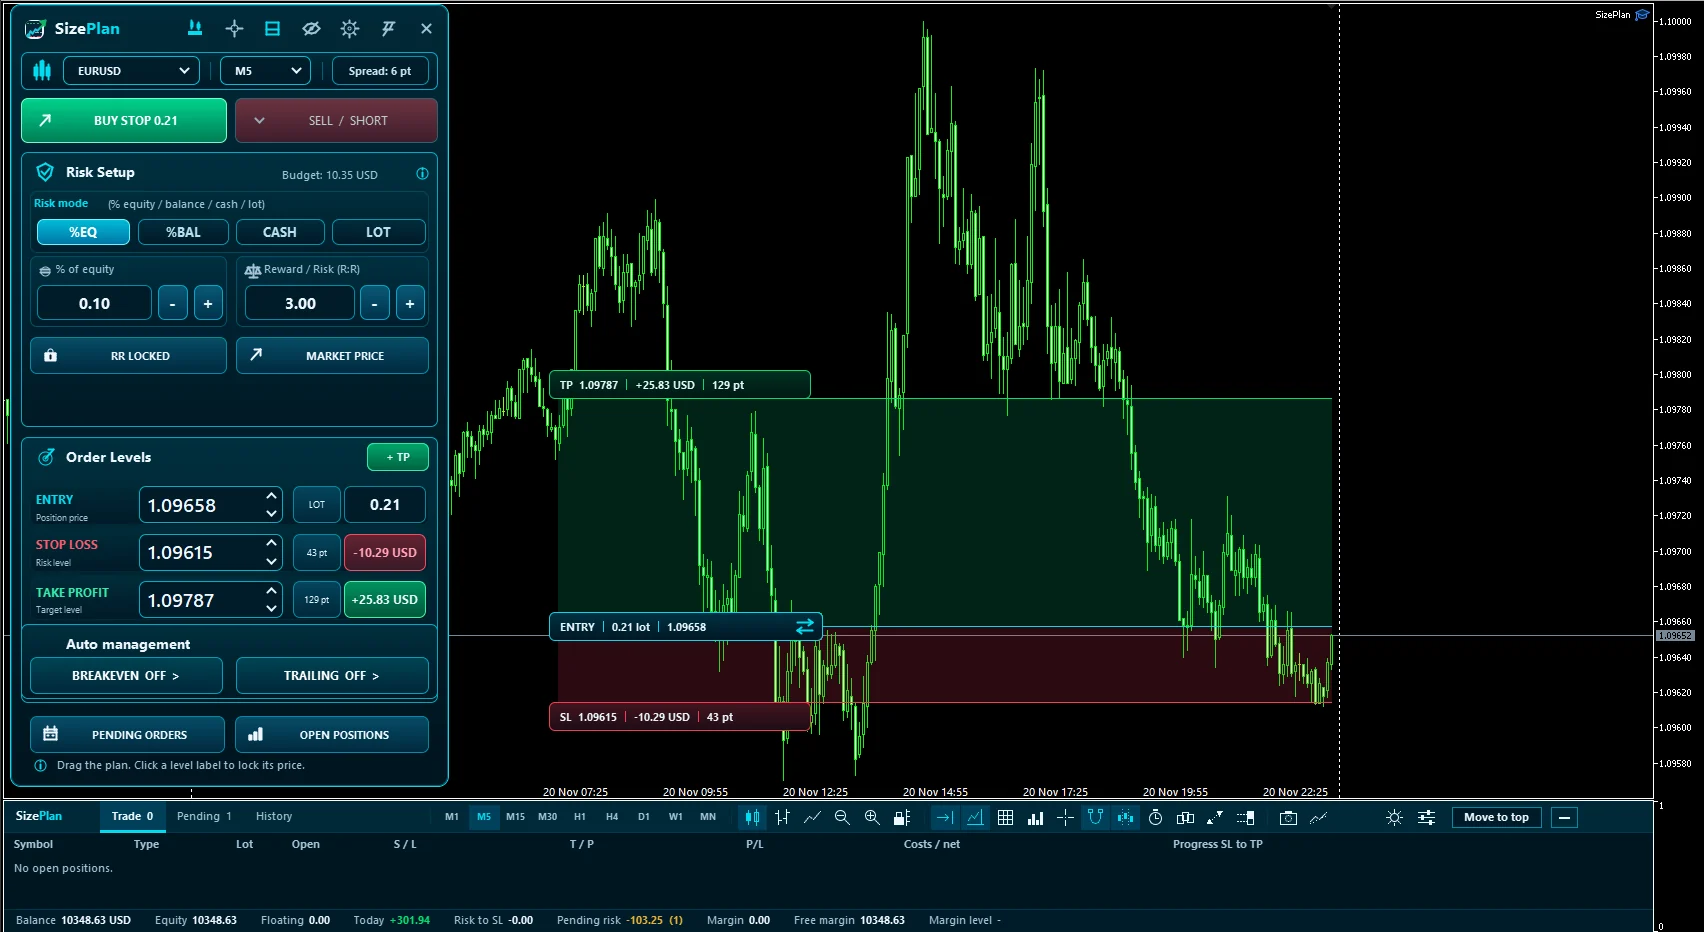 SizePlan
SizePlan
EURUSD M5 Spread: 6 pt
BUY STOP 0.21 SELL / SHORT
Risk Setup Budget: 10.35 USD
Risk mode (% equity / balance / cash / lot)
%EQ %BAL CASH LOT
% of equity Reward / Risk (R:R)
0.10 - + 3.00 - +
RR LOCKED MARKET PRICE
Order Levels + TP
ENTRY 1.09658 LOT 0.21
Position price
STOP LOSS 1.09615 43 pt -10.29 USD
Risk level
TAKE PROFIT 1.09787 129 pt +25.83 USD
Target level
Auto management
BREAKEVEN OFF > TRAILING OFF >
PENDING ORDERS OPEN POSITIONS
Drag the plan. Click a level label to lock its price.
TP 1.09787 | +25.83 USD | 129 pt
ENTRY | 0.21 lot | 1.09658
SL 1.09615 | -10.29 USD | 43 pt
1.10000
1.09980
1.09960
1.09940
1.09920
1.09900
1.09880
1.09860
1.09840
1.09820
1.09800
1.09780
1.09760
1.09740
1.09720
1.09700
1.09680
1.09660
1.09652
1.09640
1.09620
1.09600
1.09580
20 Nov 07:25 20 Nov 09:55 20 Nov 12:25 20 Nov 14:55 20 Nov 17:25 20 Nov 19:55 20 Nov 22:25
SizePlan Trade 0 Pending 1 History M1 M5 M15 M30 H1 H4 D1 W1 MN Move to top
1
Symbol Type Lot Open S / L T / P P/L Costs / net Progress SL to TP
No open positions.
Balance 10348.63 USD Equity 10348.63 Floating 0.00 Today +301.94 Risk to SL -0.00 Pending risk -103.25 (1) Margin 0.00 Free margin 10348.63 Margin level -
0